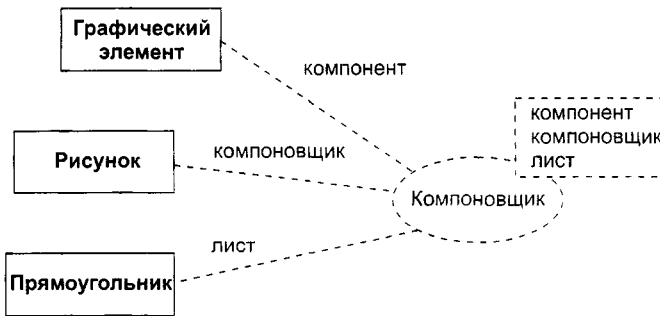 Графический
элемент
компонент
компонент
компоновщик
лист
Рисунок
компоновщик
Компоновщик
лист
Прямоугольник